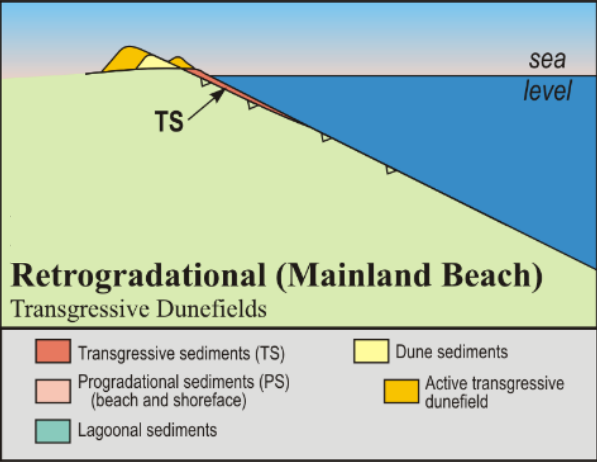 sea
level
TS
Retrogradational (Mainland Beach)
Transgressive Dunefields
Transgressive sediments (TS)
Progradational sediments (PS)
(beach and shoreface)
Lagoonal sediments
Dune sediments
Active transgressive
dunefield